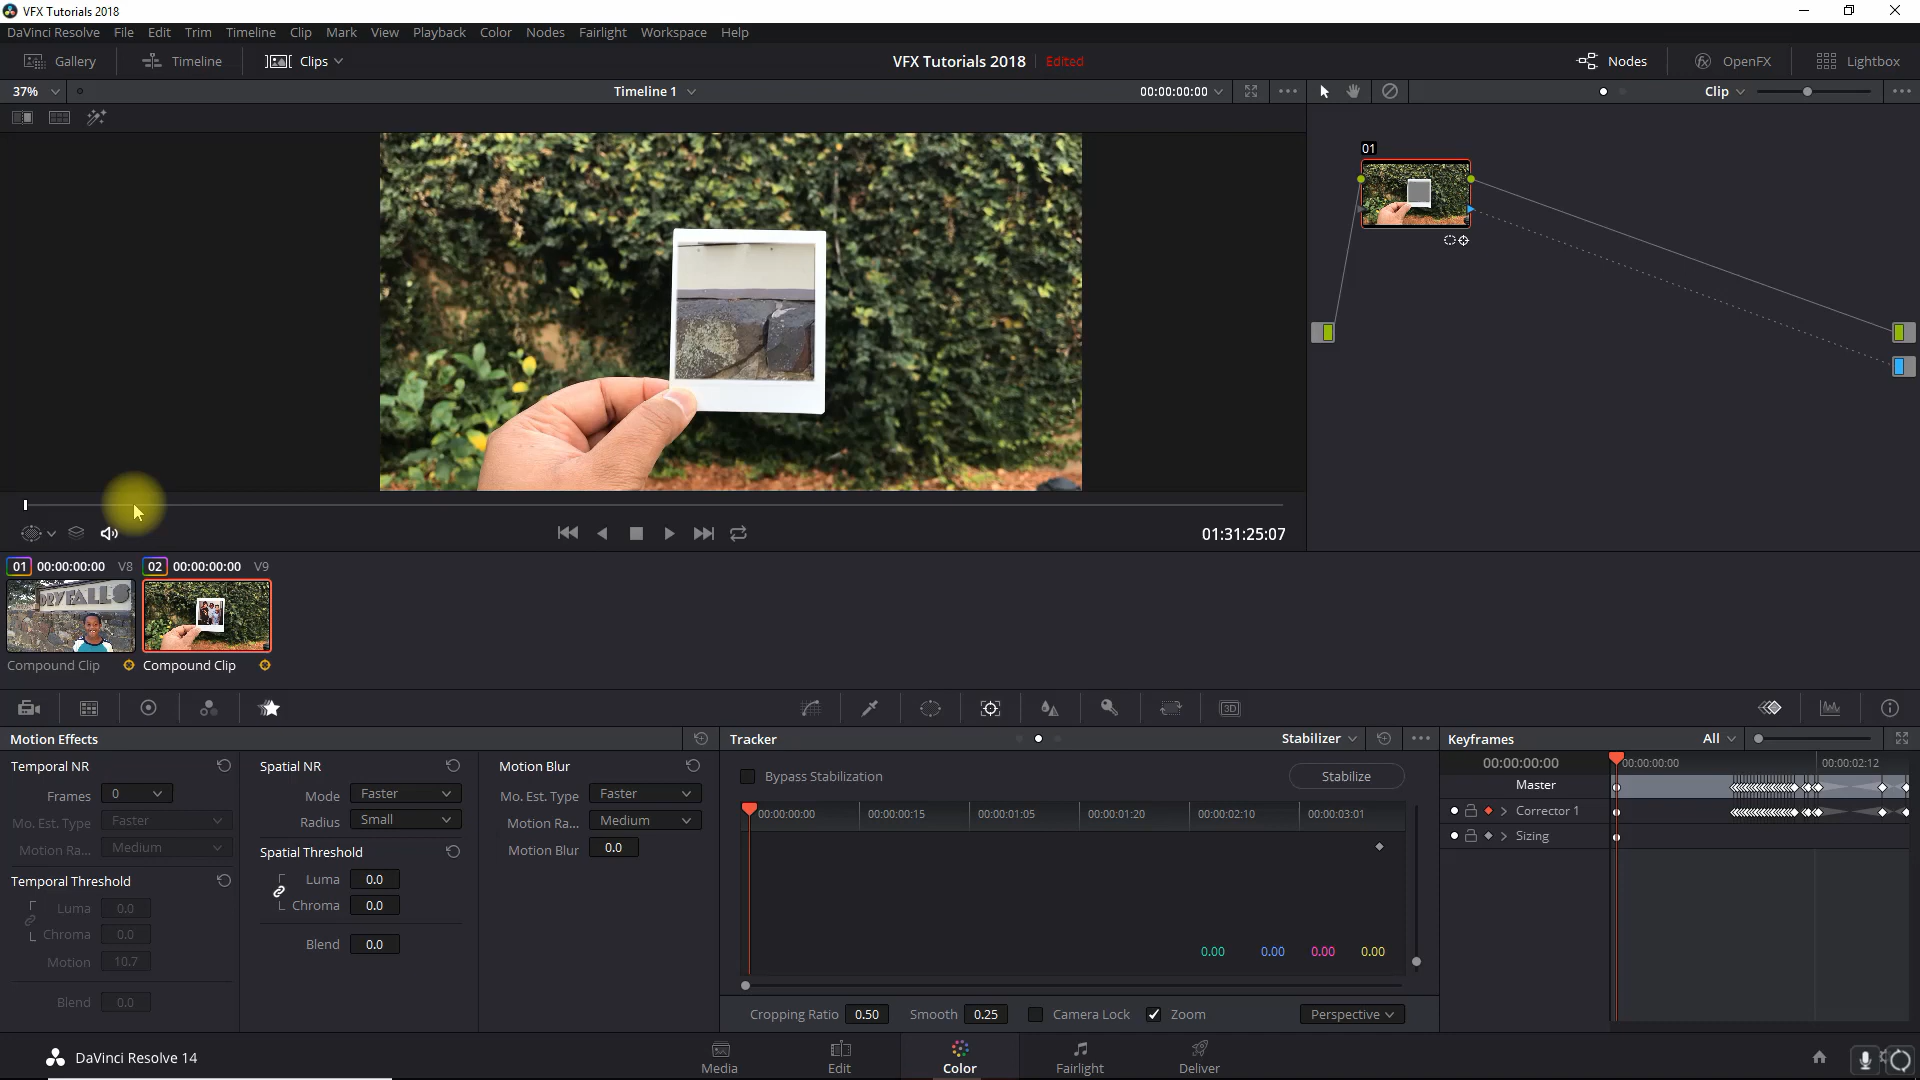 VFX Tutorials 2018
DaVinci Resolve File Edit Trim Timeline Clip Mark View Playback Color Nodes Fairlight Workspace Help
Gallery Timeline Clips VFX Tutorials 2018 Edited Nodes fx OpenFX Lightbox
37% Timeline 1 00:00:00:00 Clip
01
01:31:25:07
01 00:00:00:00 V8 02 00:00:00:00 V9
DRYFALLS
Compound Clip Compound Clip
3D
Motion Effects Tracker Stabilizer Keyframes All
Temporal NR Spatial NR Motion Blur Bypass Stabilization Stabilize 00:00:00:00 00:00:00:00 00:00:02:12
Frames 0 Mode Faster Mo. Est. Type Faster Master
Mo. Est. Type Faster Radius Small Motion Ra... Medium 00:00:00:00 00:00:00:15 00:00:01:05 00:00:01:20 00:00:02:10 00:00:03:01 Corrector 1
Motion Ra... Medium Spatial Threshold Motion Blur 0.0 Sizing
Temporal Threshold Luma 0.0
Luma 0.0 Chroma 0.0
Chroma 0.0 Blend 0.0 0.00 0.00 0.00 0.00
Motion 10.7
Blend 0.0 Cropping Ratio 0.50 Smooth 0.25 Camera Lock Zoom Perspective
DaVinci Resolve 14 Media Edit Color Fairlight Deliver